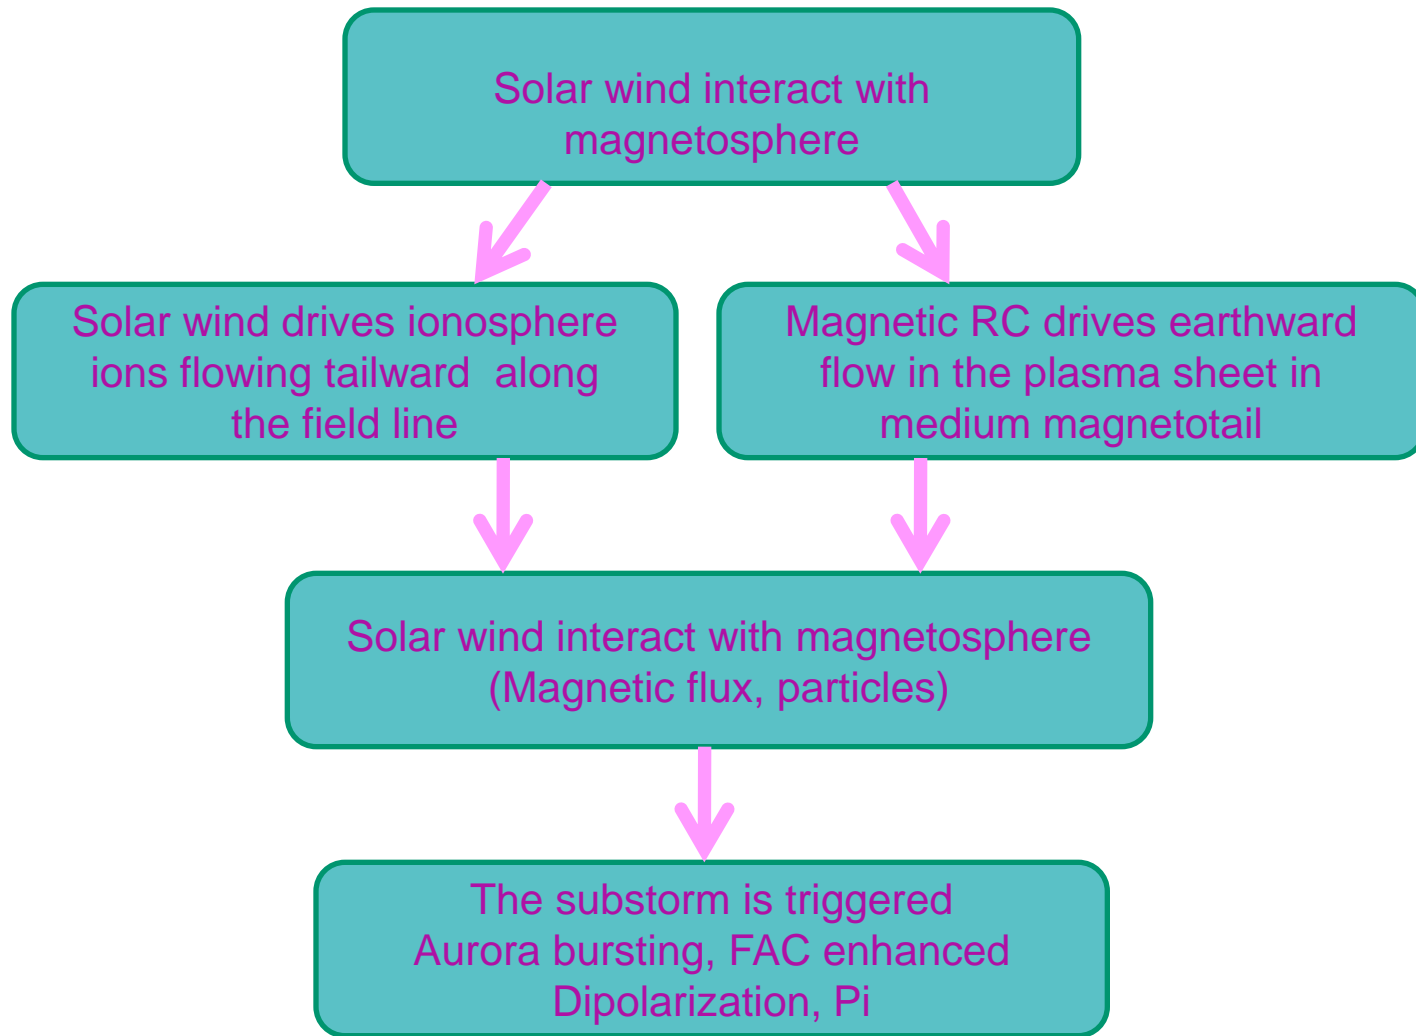 Solar wind interact with
magnetosphere
Solar wind drives ionosphere
ions flowing tailward along
the field line
Magnetic RC drives earthward
flow in the plasma sheet in
medium magnetotail
Solar wind interact with magnetosphere
(Magnetic flux, particles)
The substorm is triggered
Aurora bursting, FAC enhanced
Dipolarization, Pi